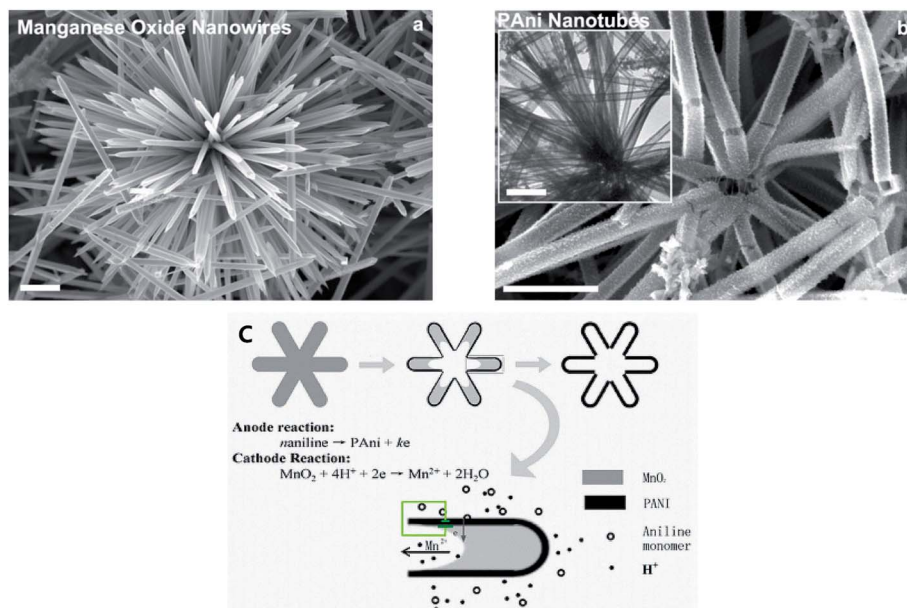 Manganese Oxide Nanowires
a
PAni Nanotubes
b
C
Anode reaction:
naniline → PAni + ke
Cathode Reaction:
MnO₂ + 4H⁺ + 2e → Mn²⁺ + 2H₂O
MnO₂
PANI
Aniline
monomer
H⁺
Mn²⁺
e